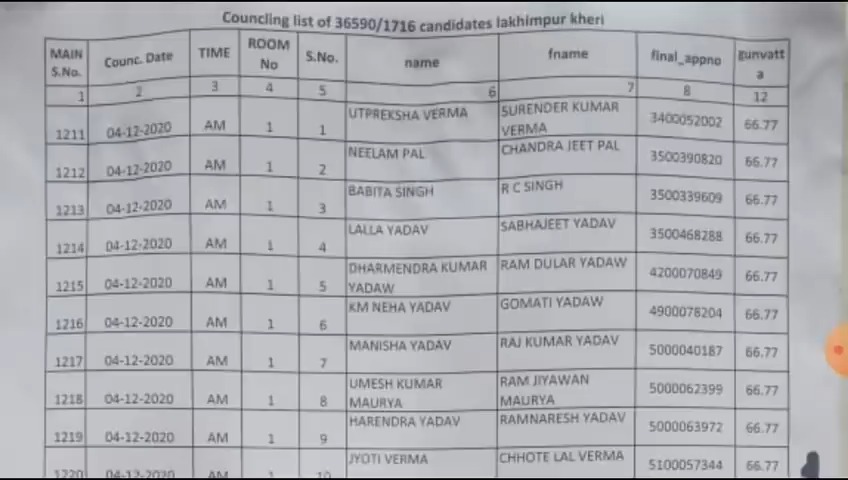 Councling list of 36590/1716 candidates lakhimpur kheri
MAIN S.No. Counc. Date TIME ROOM No S.No. name fname final_appno gunvatta
1 2 3 4 5 6 7 8 12
1211 04-12-2020 AM 1 1 UTPREKSHA VERMA SURENDER KUMAR VERMA 3400052002 66.77
1212 04-12-2020 AM 1 2 NEELAM PAL CHANDRA JEET PAL 3500390820 66.77
1213 04-12-2020 AM 1 3 BABITA SINGH R C SINGH 3500339609 66.77
1214 04-12-2020 AM 1 4 LALLA YADAV SABHAJEET YADAV 3500468288 66.77
1215 04-12-2020 AM 1 5 DHARMENDRA KUMAR YADAW RAM DULAR YADAW 4200070849 66.77
1216 04-12-2020 AM 1 6 KM NEHA YADAV GOMATI YADAW 4900078204 66.77
1217 04-12-2020 AM 1 7 MANISHA YADAV RAJ KUMAR YADAV 5000040187 66.77
1218 04-12-2020 AM 1 8 UMESH KUMAR MAURYA RAM JIYAWAN MAURYA 5000062399 66.77
1219 04-12-2020 AM 1 9 HARENDRA YADAV RAMNARESH YADAV 5000063972 66.77
1220 04-12-2020 AM 1 10 JYOTI VERMA CHHOTE LAL VERMA 5100057344 66.77